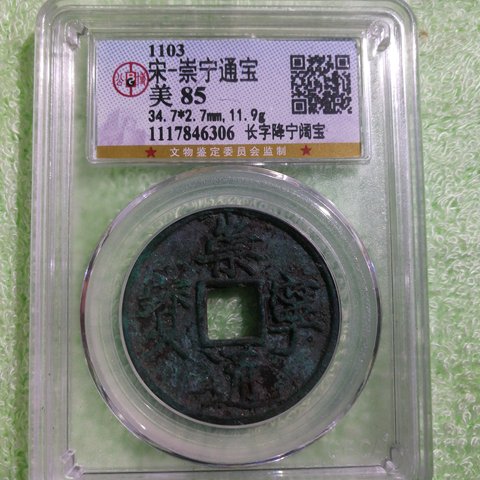 1103
宋-崇宁通宝
美 85
34.7*2.7mm,11.9g
1117846306 长字降宁阔宝
★ 文物鉴定委员会监制 ★
崇寧通寳